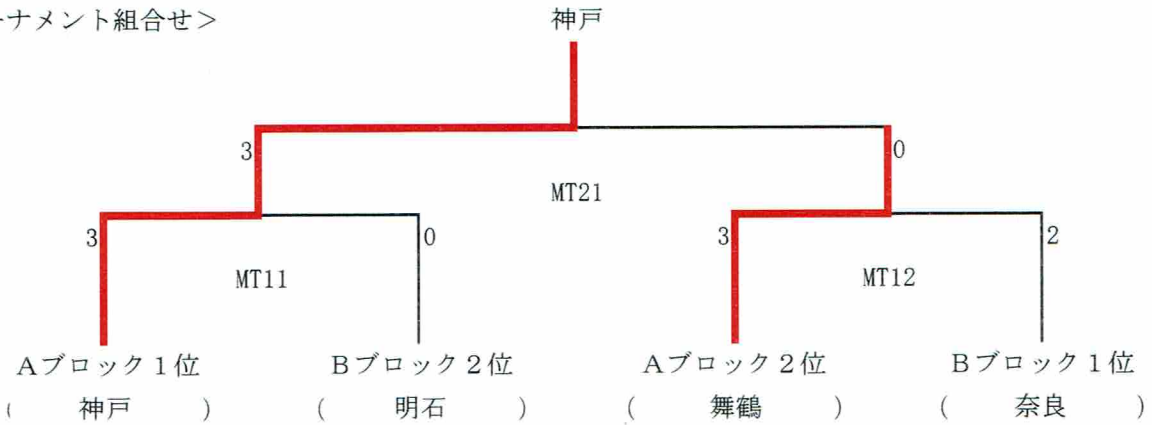 ーナメント組合せ＞
神戸
3
0
MT21
3
0
3
2
MT11
MT12
Aブロック１位
Bブロック２位
Aブロック２位
Bブロック１位
( 神戸 )
( 明石 )
( 舞鶴 )
( 奈良 )